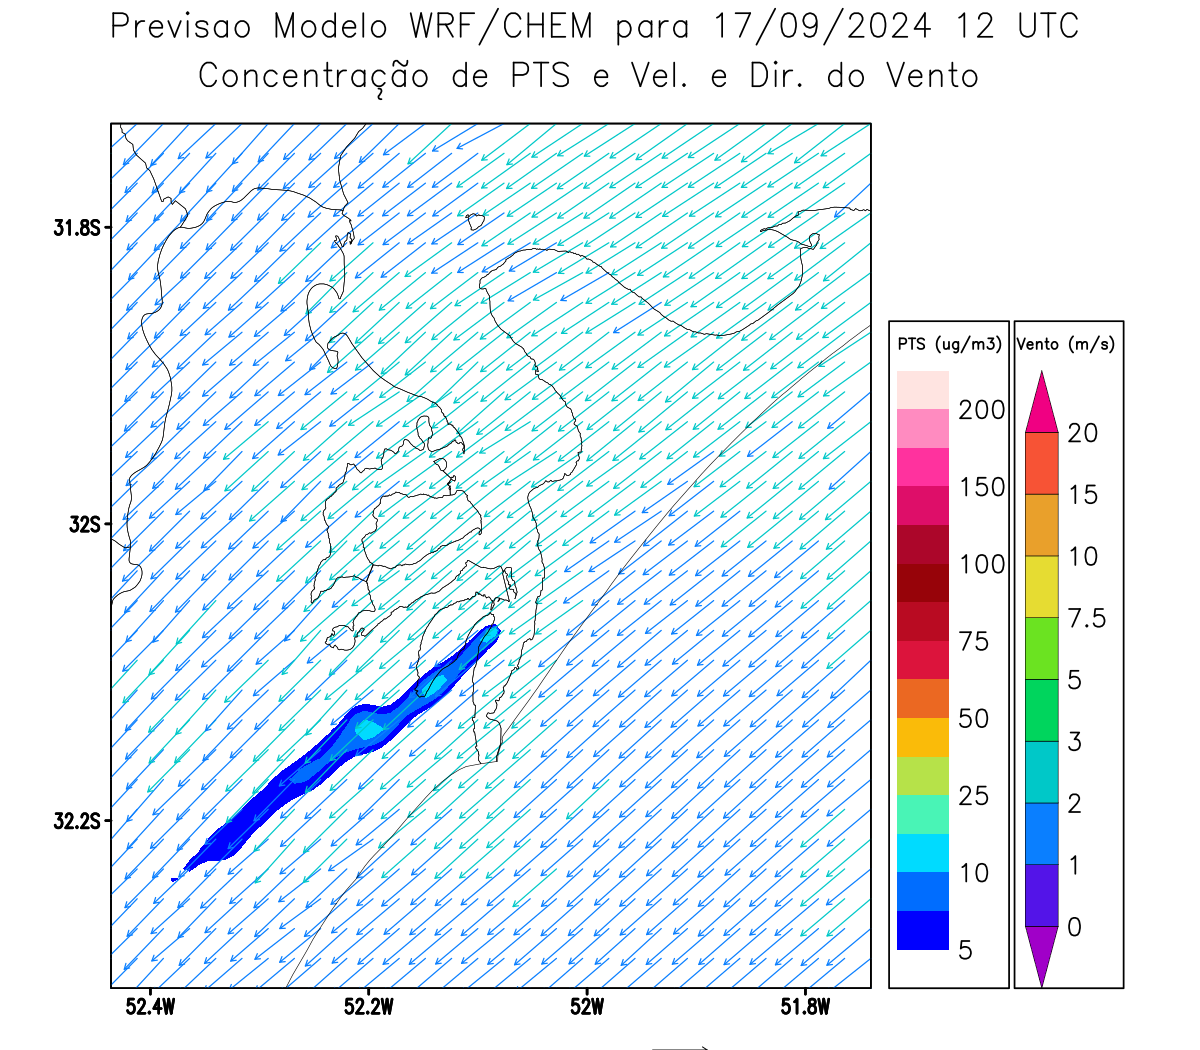 Previsao Modelo WRF/CHEM para 17/09/2024 12 UTC
Concentração de PTS e Vel. e Dir. do Vento
31.8S
32S
32.2S
52.4W 52.2W 52W 51.8W
PTS (ug/m3)
200
150
100
75
50
25
10
5
Vento (m/s)
20
15
10
7.5
5
3
2
1
0